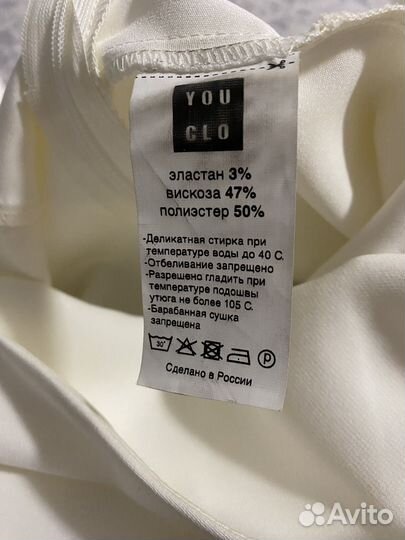 YOU
CLO
эластан 3%
вискоза 47%
полиэстер 50%
-Деликатная стирка при
температуре воды до 40 С.
-Отбеливание запрещено
-Разрешено гладить при
температуре подошвы
утюга не более 105 С.
-Барабанная сушка
запрещена
30° P
Сделано в России
Avito